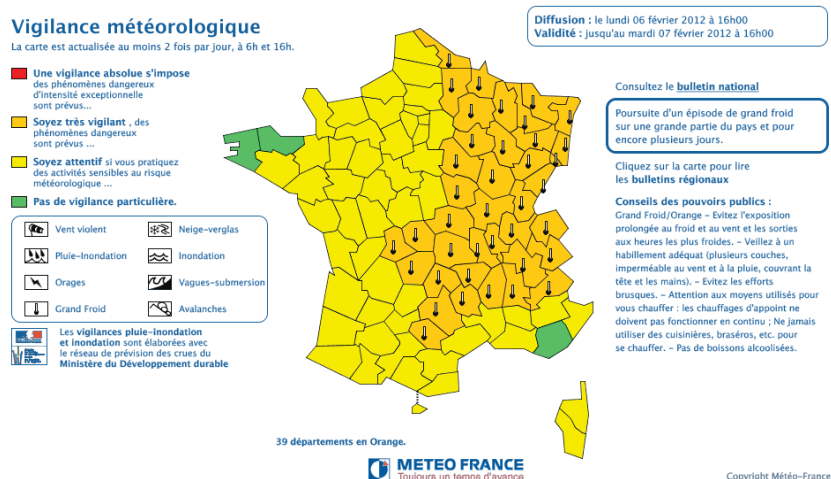 Vigilance météorologique
La carte est actualisée au moins 2 fois par jour, à 6h et 16h.
Une vigilance absolue s'impose
des phénomènes dangereux
d'intensité exceptionnelle
sont prévus...
Soyez très vigilant , des
phénomènes dangereux
sont prévus ...
Soyez attentif si vous pratiquez
des activités sensibles au risque
météorologique ...
Pas de vigilance particulière.
Vent violent
Neige-verglas
Pluie-Inondation
Inondation
Orages
Vagues-submersion
Grand Froid
Avalanches
Les vigilances pluie-inondation
et inondation sont élaborées avec
le réseau de prévision des crues du
Ministère du Développement durable
39 départements en Orange.
METEO FRANCE
Toujours un temps d'avance
Diffusion : le lundi 06 février 2012 à 16h00
Validité : jusqu'au mardi 07 février 2012 à 16h00
Consultez le bulletin national
Poursuite d'un épisode de grand froid
sur une grande partie du pays et pour
encore plusieurs jours.
Cliquez sur la carte pour lire
les bulletins régionaux
Conseils des pouvoirs publics :
Grand Froid/Orange – Evitez l'exposition
prolongée au froid et au vent et les sorties
aux heures les plus froides. – Veillez à un
habillement adéquat (plusieurs couches,
imperméable au vent et à la pluie, couvrant la
tête et les mains). – Evitez les efforts
brusques. – Attention aux moyens utilisés pour
vous chauffer : les chauffages d'appoint ne
doivent pas fonctionner en continu ; Ne jamais
utiliser des cuisinières, braséros, etc. pour
se chauffer. – Pas de boissons alcoolisées.
Copyright Météo-France